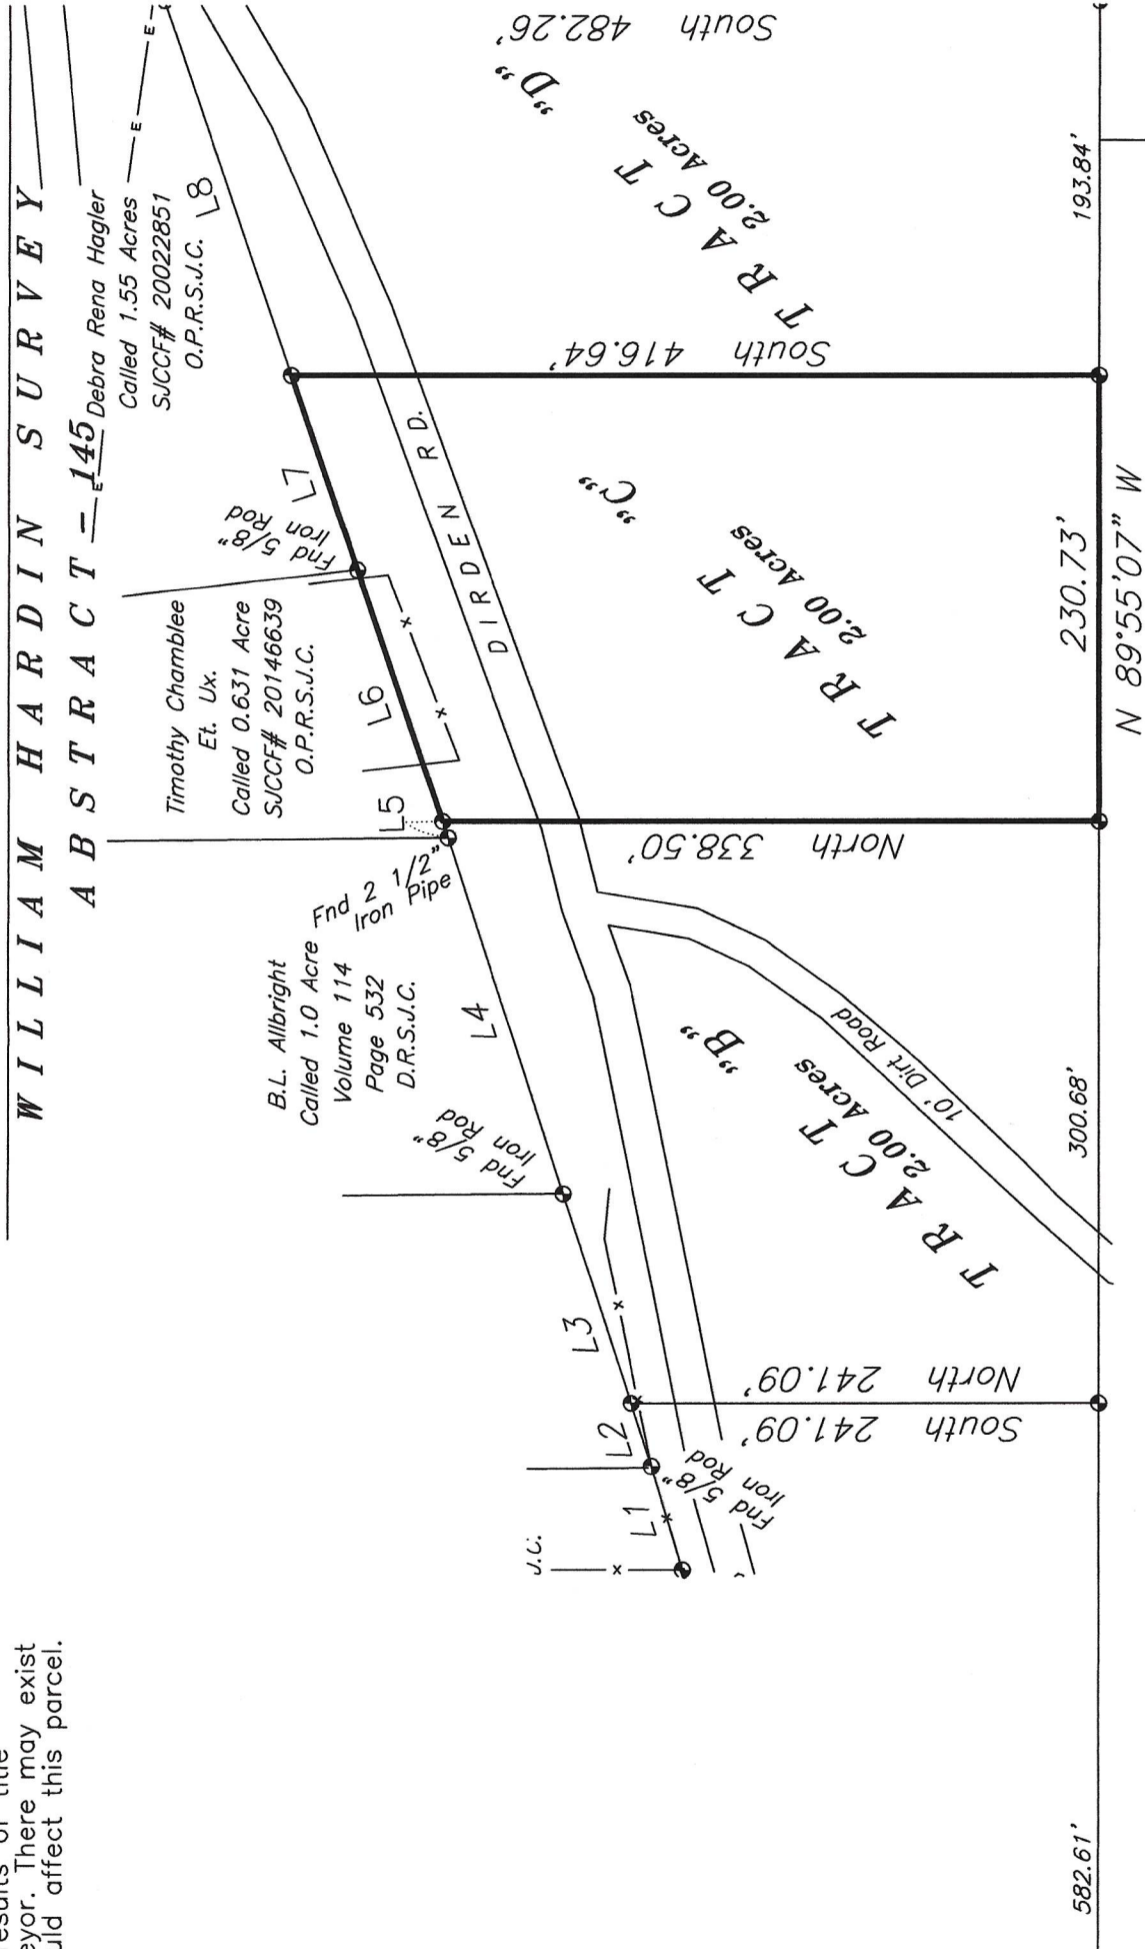 esults of title
eyor. There may exist
uld affect this parcel.
WILLIAM HARDIN SURVEY
ABSTRACT - 145
Debra Rena Hagler
Called 1.55 Acres
SJCCF# 20022851
O.P.R.S.J.C.
Timothy Chamblee
Et. Ux.
Called 0.631 Acre
SJCCF# 20146639
O.P.R.S.J.C.
B.L. Allbright
Called 1.0 Acre
Volume 114
Page 532
D.R.S.J.C.
J.C.
L1
L2
L3
L4
L5
L6
L7
L8
E
E
E
x
x
x
x
x
Fnd 5/8"
Iron Rod
Fnd 5/8"
Iron Rod
Fnd 2 1/2"
Iron Pipe
Fnd 5/8"
Iron Rod
DIRDEN RD.
10' Dirt Road
South 241.09'
North 241.09'
North 338.50'
South 416.64'
South 482.26'
TRACT "B"
2.00 Acres
TRACT "C"
2.00 Acres
TRACT "D"
2.00 Acres
582.61'
300.68'
230.73'
193.84'
N 89°55'07" W